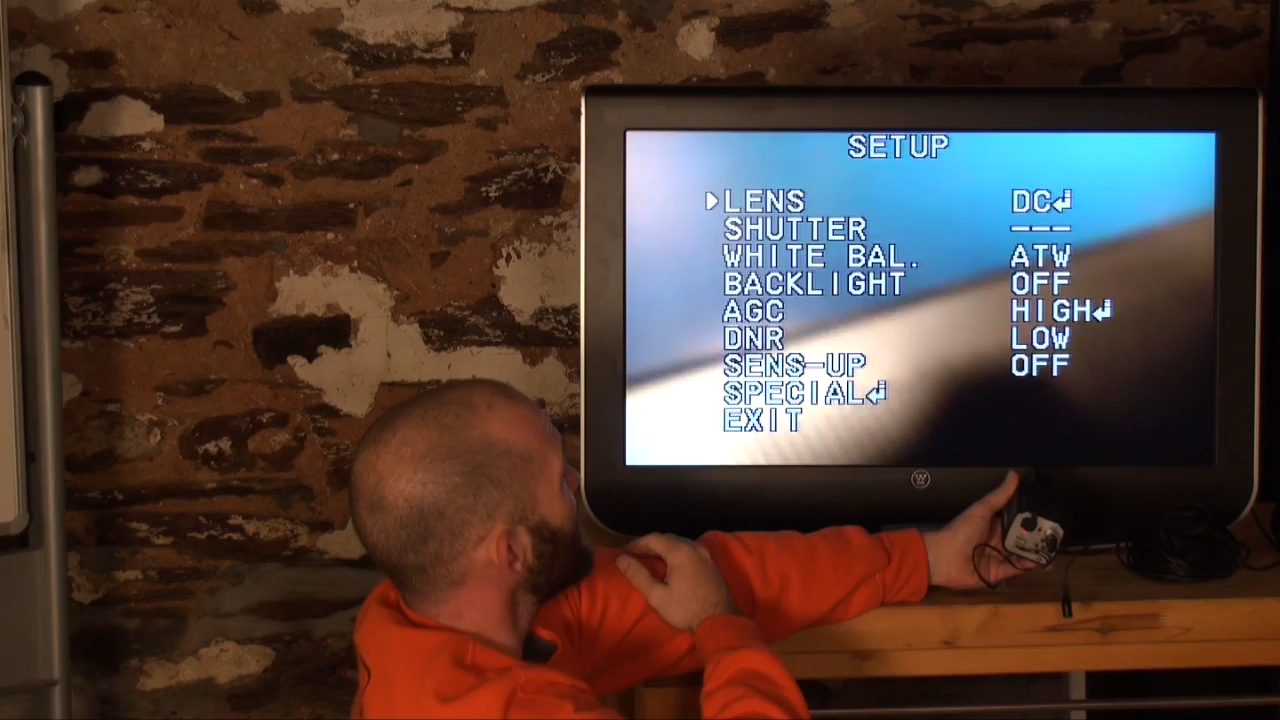 SETUP
LENS DC↲
SHUTTER ---
WHITE BAL. ATW
BACKLIGHT OFF
AGC HIGH↲
DNR LOW
SENS-UP OFF
SPECIAL↲
EXIT
W